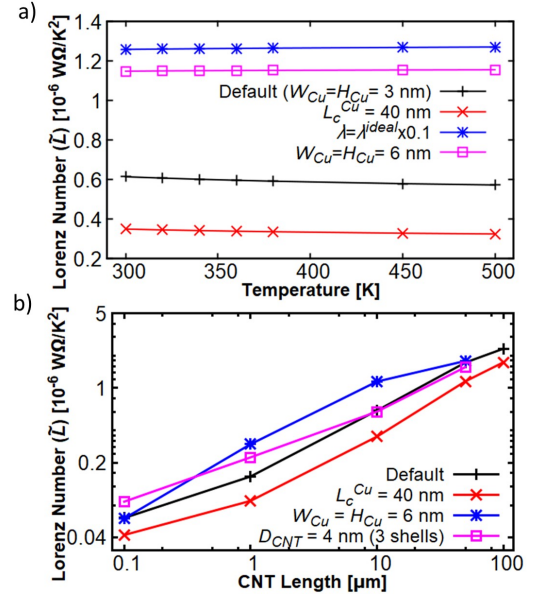 a)
Lorenz Number (L̃) [10⁻⁶ WΩ/K²]
1.4
1.2
1
0.8
0.6
0.4
0.2
Default (W_Cu=H_Cu= 3 nm)
L_c^Cu = 40 nm
λ=λ^ideal x0.1
W_Cu=H_Cu= 6 nm
300 350 400 450 500
Temperature [K]
b)
Lorenz Number (L̃) [10⁻⁶ WΩ/K²]
5
1
0.2
0.04
Default
L_c^Cu = 40 nm
W_Cu = H_Cu = 6 nm
D_CNT = 4 nm (3 shells)
0.1 1 10 100
CNT Length [μm]